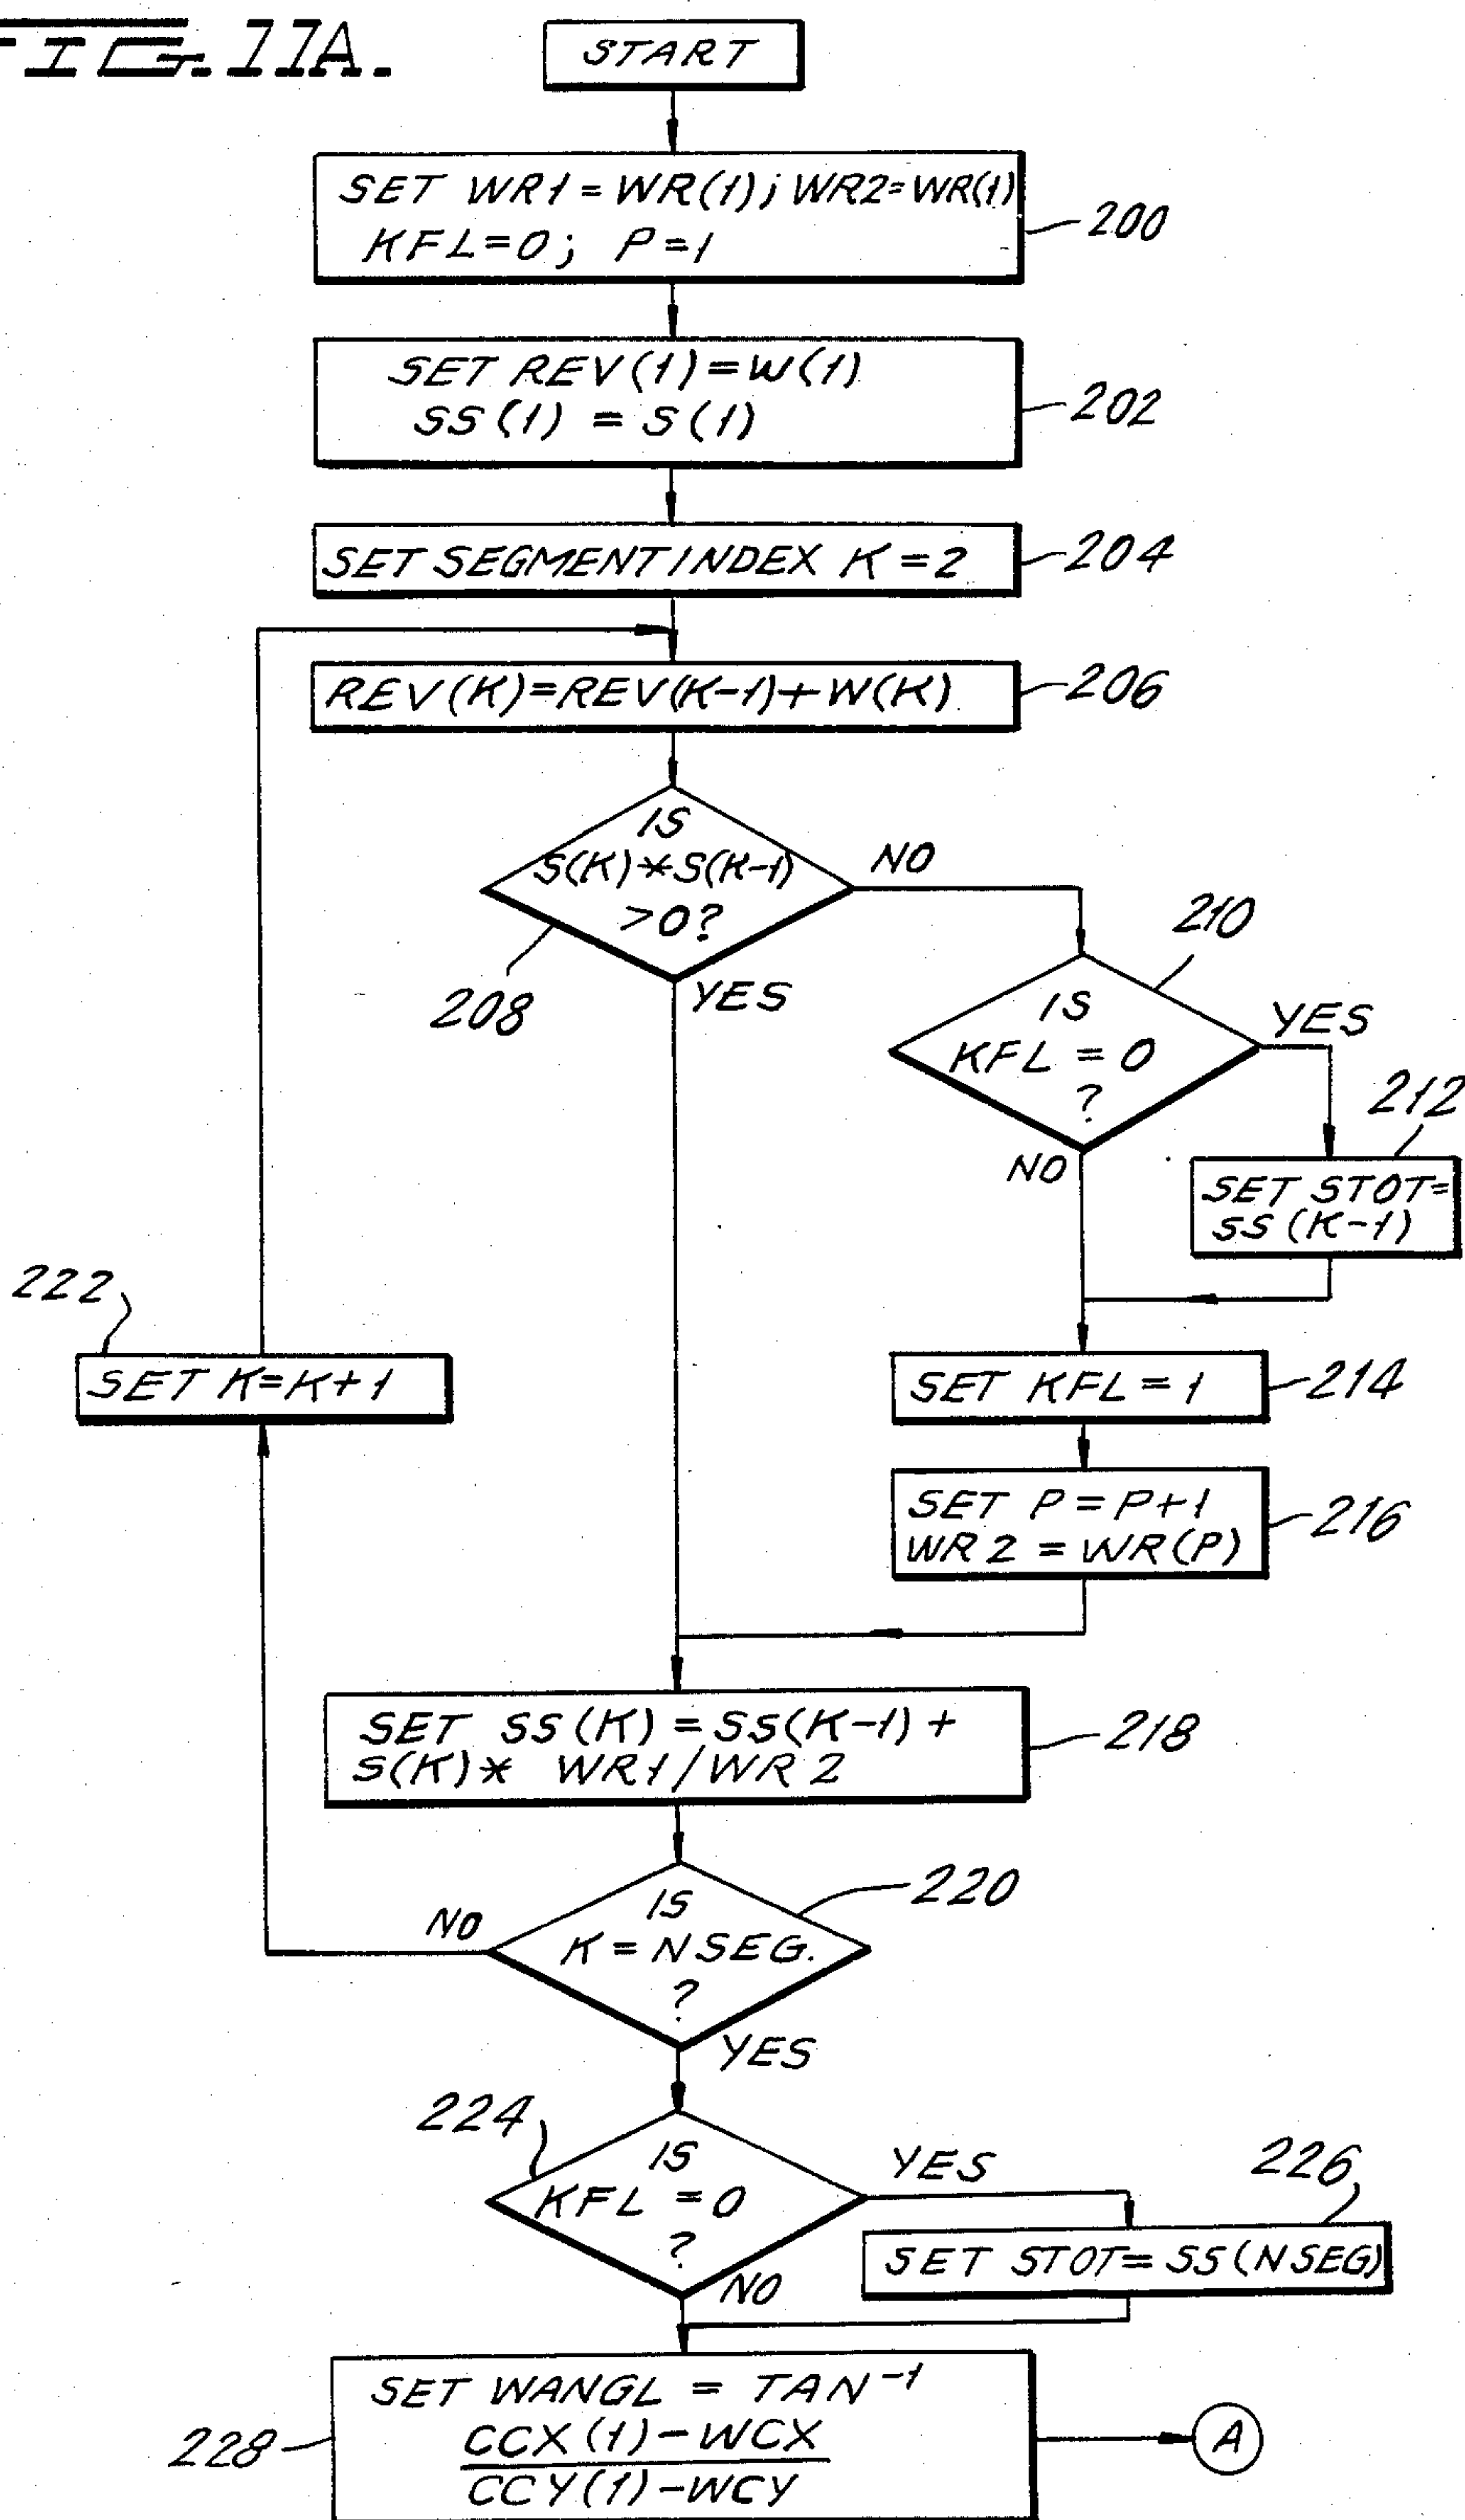 FIG. 11A.
START
SET WR1 = WR(1); WR2=WR(1)
KFL=0; P=1
200
SET REV(1)=W(1)
SS(1) = S(1)
202
SET SEGMENT INDEX K=2
204
REV(K)=REV(K-1)+W(K)
206
IS
S(K)*S(K-1)
>0?
NO
YES
208
210
IS
KFL = 0
?
YES
NO
212
SET STOT=
SS(K-1)
222
SET K=K+1
SET KFL = 1
214
SET P = P+1
WR2 = WR(P)
216
SET SS(K) = SS(K-1) +
S(K)* WR1/WR2
218
220
IS
K = NSEG.
?
NO
YES
224
IS
KFL = 0
?
YES
NO
226
SET STOT= SS(NSEG)
SET WANGL = TAN⁻¹
CCX(1)-WCX
CCY(1)-WCY
228
A